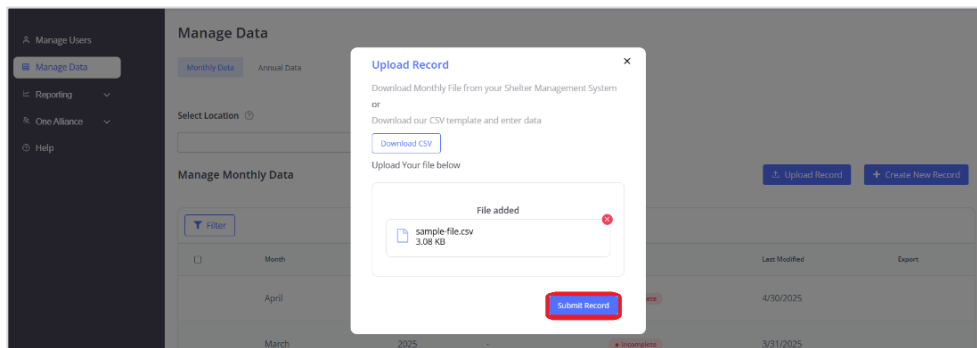 Manage Users
Manage Data
Reporting
One Alliance
Help
Manage Data
Monthly Data Annual Data
Select Location
Manage Monthly Data
Upload Record + Create New Record
Filter
Month Last Modified Export
April 4/30/2025
March 2025 - Incomplete 3/31/2025
Upload Record
Download Monthly File from your Shelter Management System
or
Download our CSV template and enter data
Download CSV
Upload Your file below
File added
sample-file.csv
3.08 KB
Submit Record